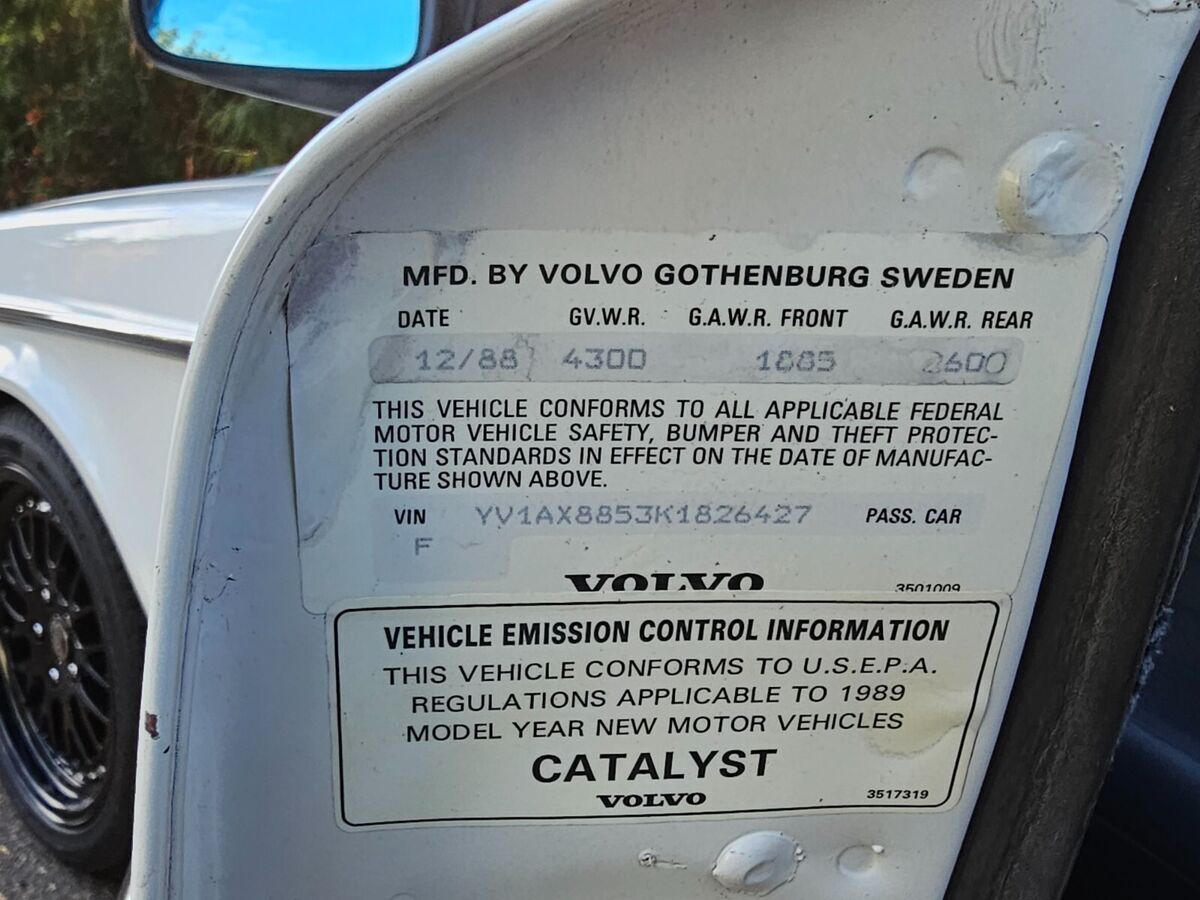 MFD. BY VOLVO GOTHENBURG SWEDEN
DATE GV.W.R. G.A.W.R. FRONT G.A.W.R. REAR
12/88 4300 1885 2600
THIS VEHICLE CONFORMS TO ALL APPLICABLE FEDERAL
MOTOR VEHICLE SAFETY, BUMPER AND THEFT PROTEC-
TION STANDARDS IN EFFECT ON THE DATE OF MANUFAC-
TURE SHOWN ABOVE.
VIN YV1AX8853K1826427 PASS. CAR
F
VOLVO 3501009
VEHICLE EMISSION CONTROL INFORMATION
THIS VEHICLE CONFORMS TO U.S.E.P.A.
REGULATIONS APPLICABLE TO 1989
MODEL YEAR NEW MOTOR VEHICLES
CATALYST
VOLVO 3517319